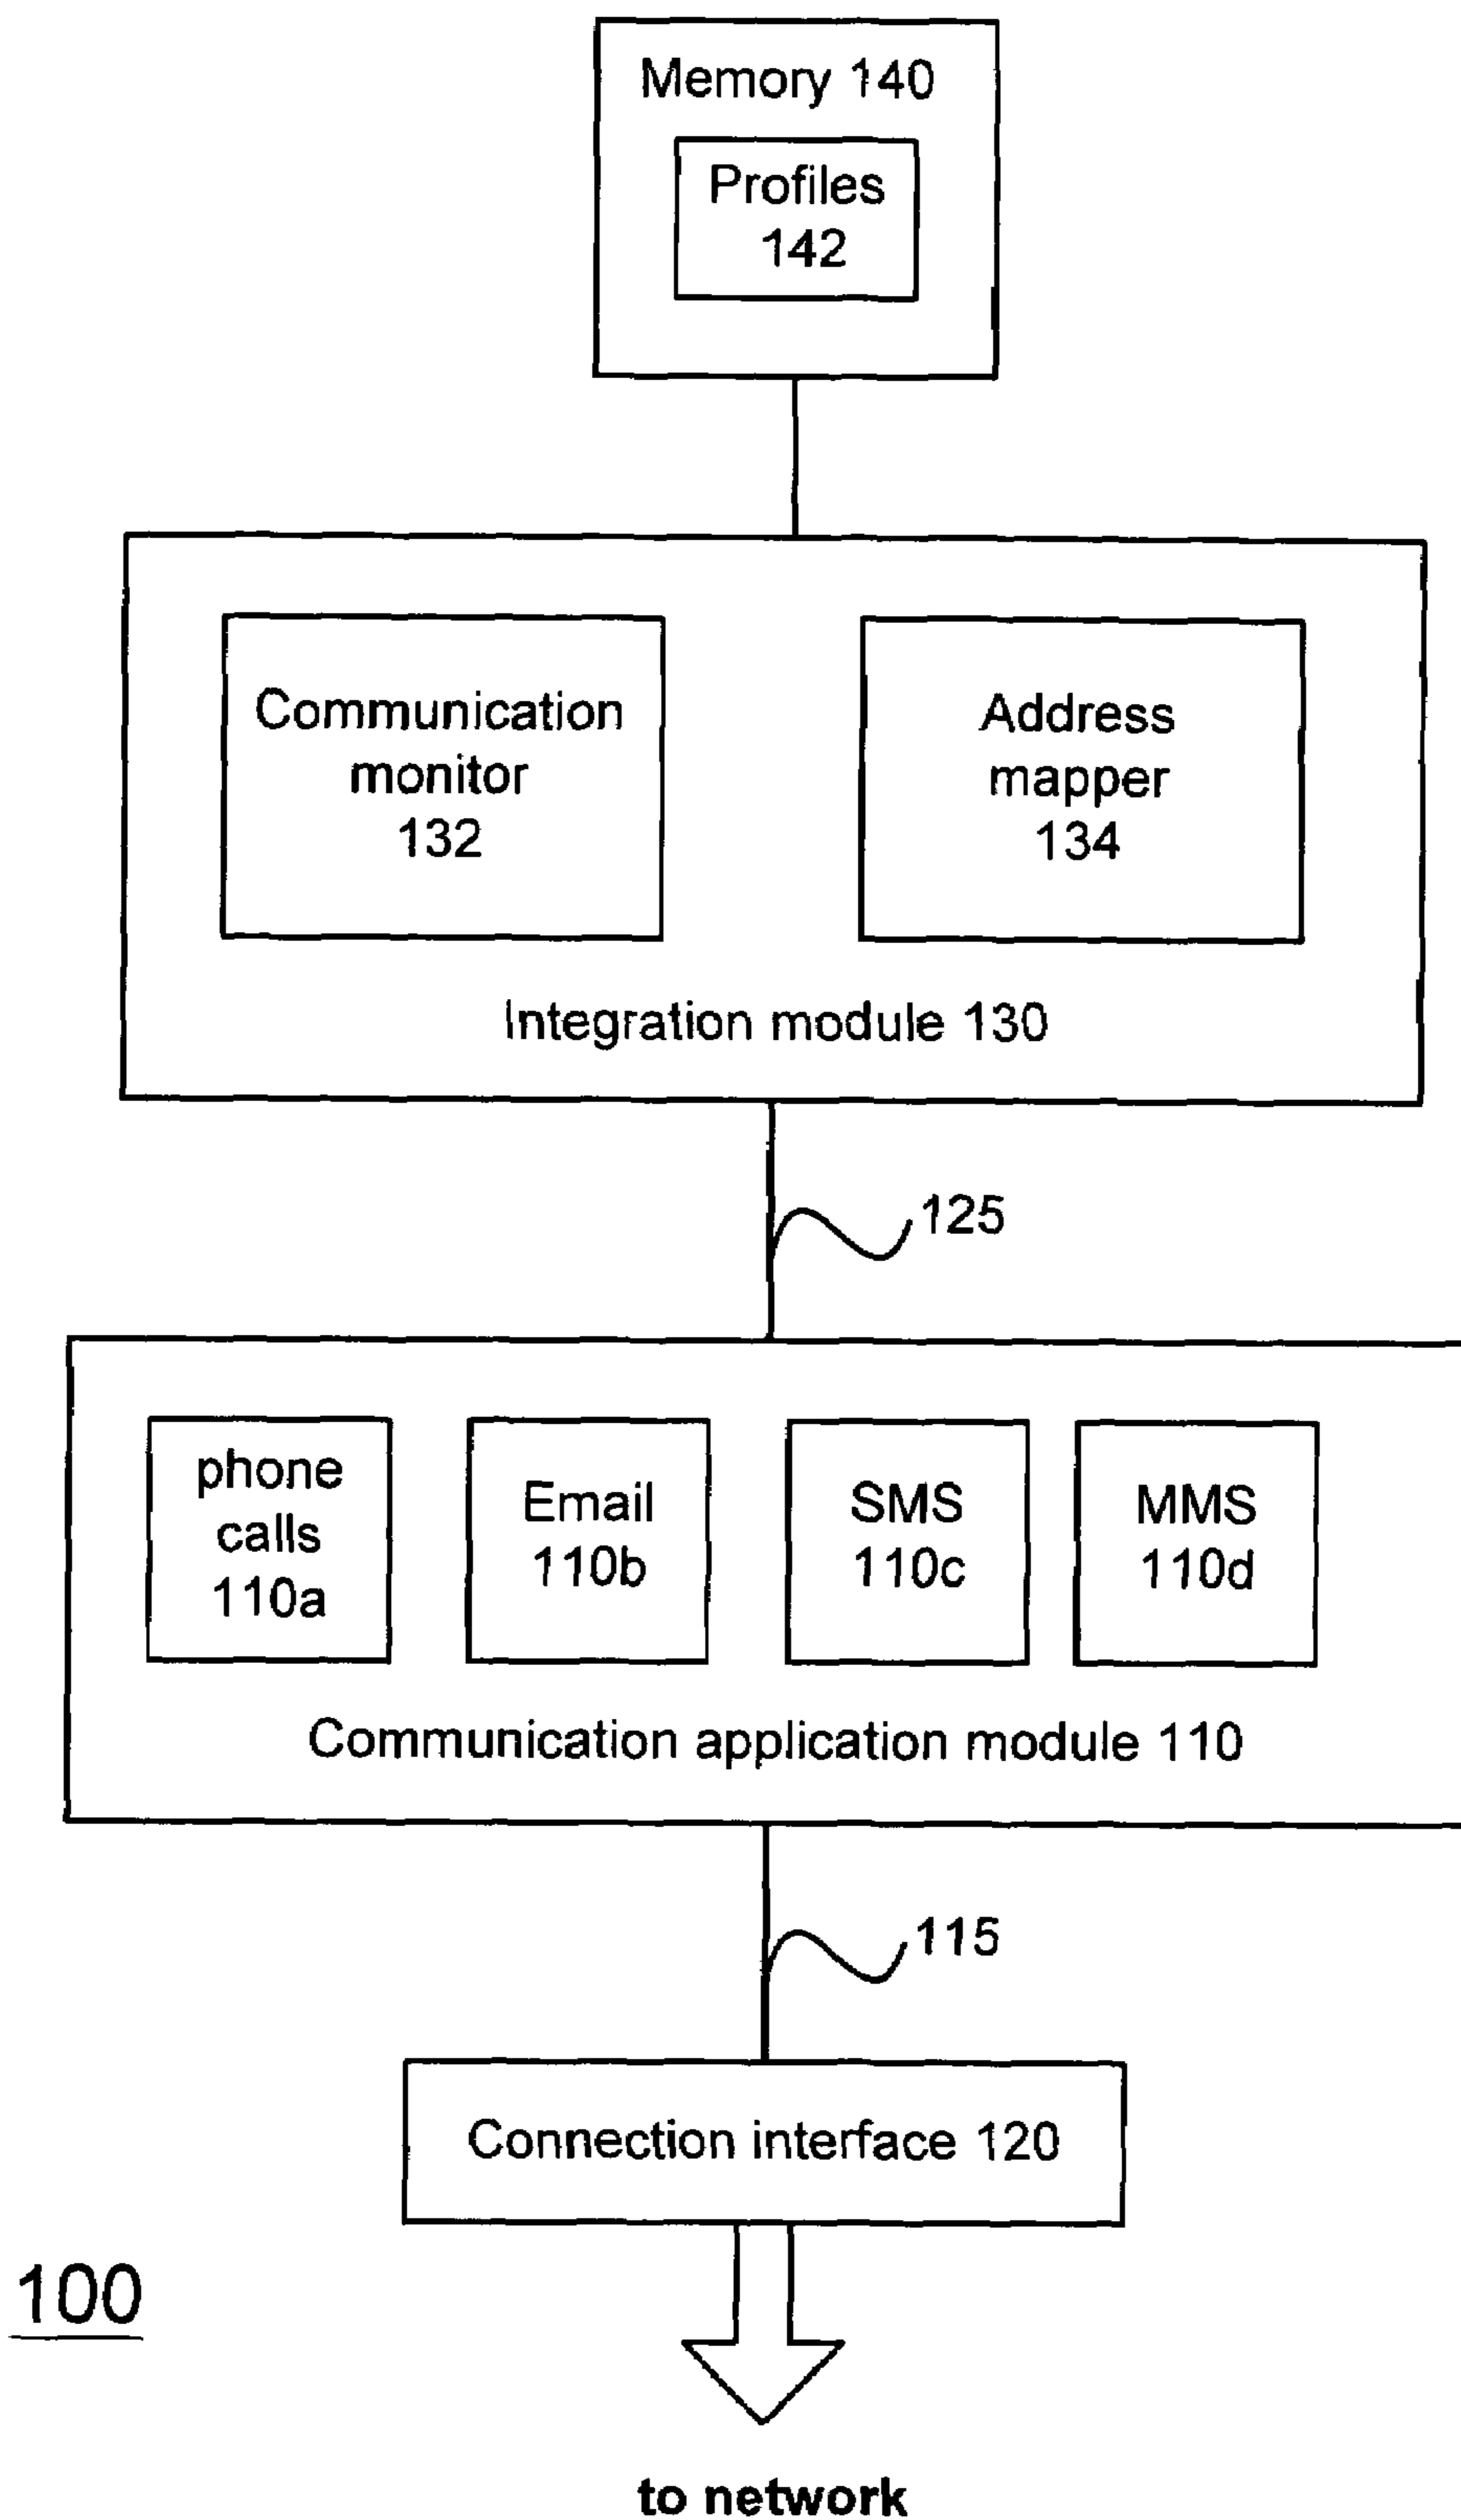 Memory 140
Profiles
142
Communication
monitor
132
Address
mapper
134
Integration module 130
125
phone
calls
110a
Email
110b
SMS
110c
MMS
110d
Communication application module 110
115
Connection interface 120
100
to network